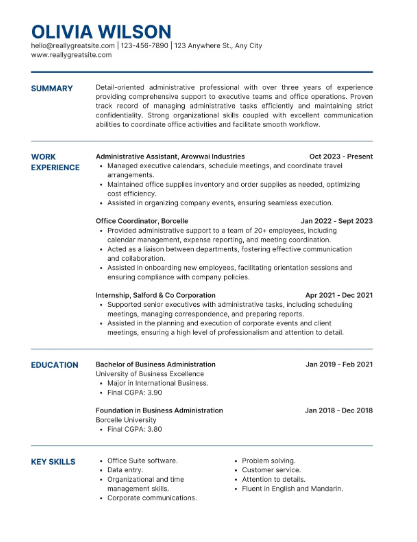 OLIVIA WILSON
hello@reallygreatsite.com | 123-456-7890 | 123 Anywhere St., Any City
www.reallygreatsite.com
SUMMARY
Detail-oriented administrative professional with over three years of experience
providing comprehensive support to executive teams and office operations. Proven
track record of managing administrative tasks efficiently and maintaining strict
confidentiality. Strong organizational skills coupled with excellent communication
abilities to coordinate office activities and facilitate smooth workflow.
WORK
EXPERIENCE
Administrative Assistant, Arowwai Industries Oct 2023 - Present
• Managed executive calendars, schedule meetings, and coordinate travel
arrangements.
• Maintained office supplies inventory and order supplies as needed, optimizing
cost efficiency.
• Assisted in organizing company events, ensuring seamless execution.
Office Coordinator, Borcelle Jan 2022 - Sept 2023
• Provided administrative support to a team of 20+ employees, including
calendar management, expense reporting, and meeting coordination.
• Acted as a liaison between departments, fostering effective communication
and collaboration.
• Assisted in onboarding new employees, facilitating orientation sessions and
ensuring compliance with company policies.
Internship, Salford & Co Corporation Apr 2021 - Dec 2021
• Supported senior executives with administrative tasks, including scheduling
meetings, managing correspondence, and preparing reports.
• Assisted in the planning and execution of corporate events and client
meetings, ensuring a high level of professionalism and attention to detail.
EDUCATION
Bachelor of Business Administration Jan 2019 - Feb 2021
University of Business Excellence
• Major in International Business.
• Final CGPA: 3.90
Foundation in Business Administration Jan 2018 - Dec 2018
Borcelle University
• Final CGPA: 3.80
KEY SKILLS
• Office Suite software.
• Data entry.
• Organizational and time
management skills.
• Corporate communications.
• Problem solving.
• Customer service.
• Attention to details.
• Fluent in English and Mandarin.